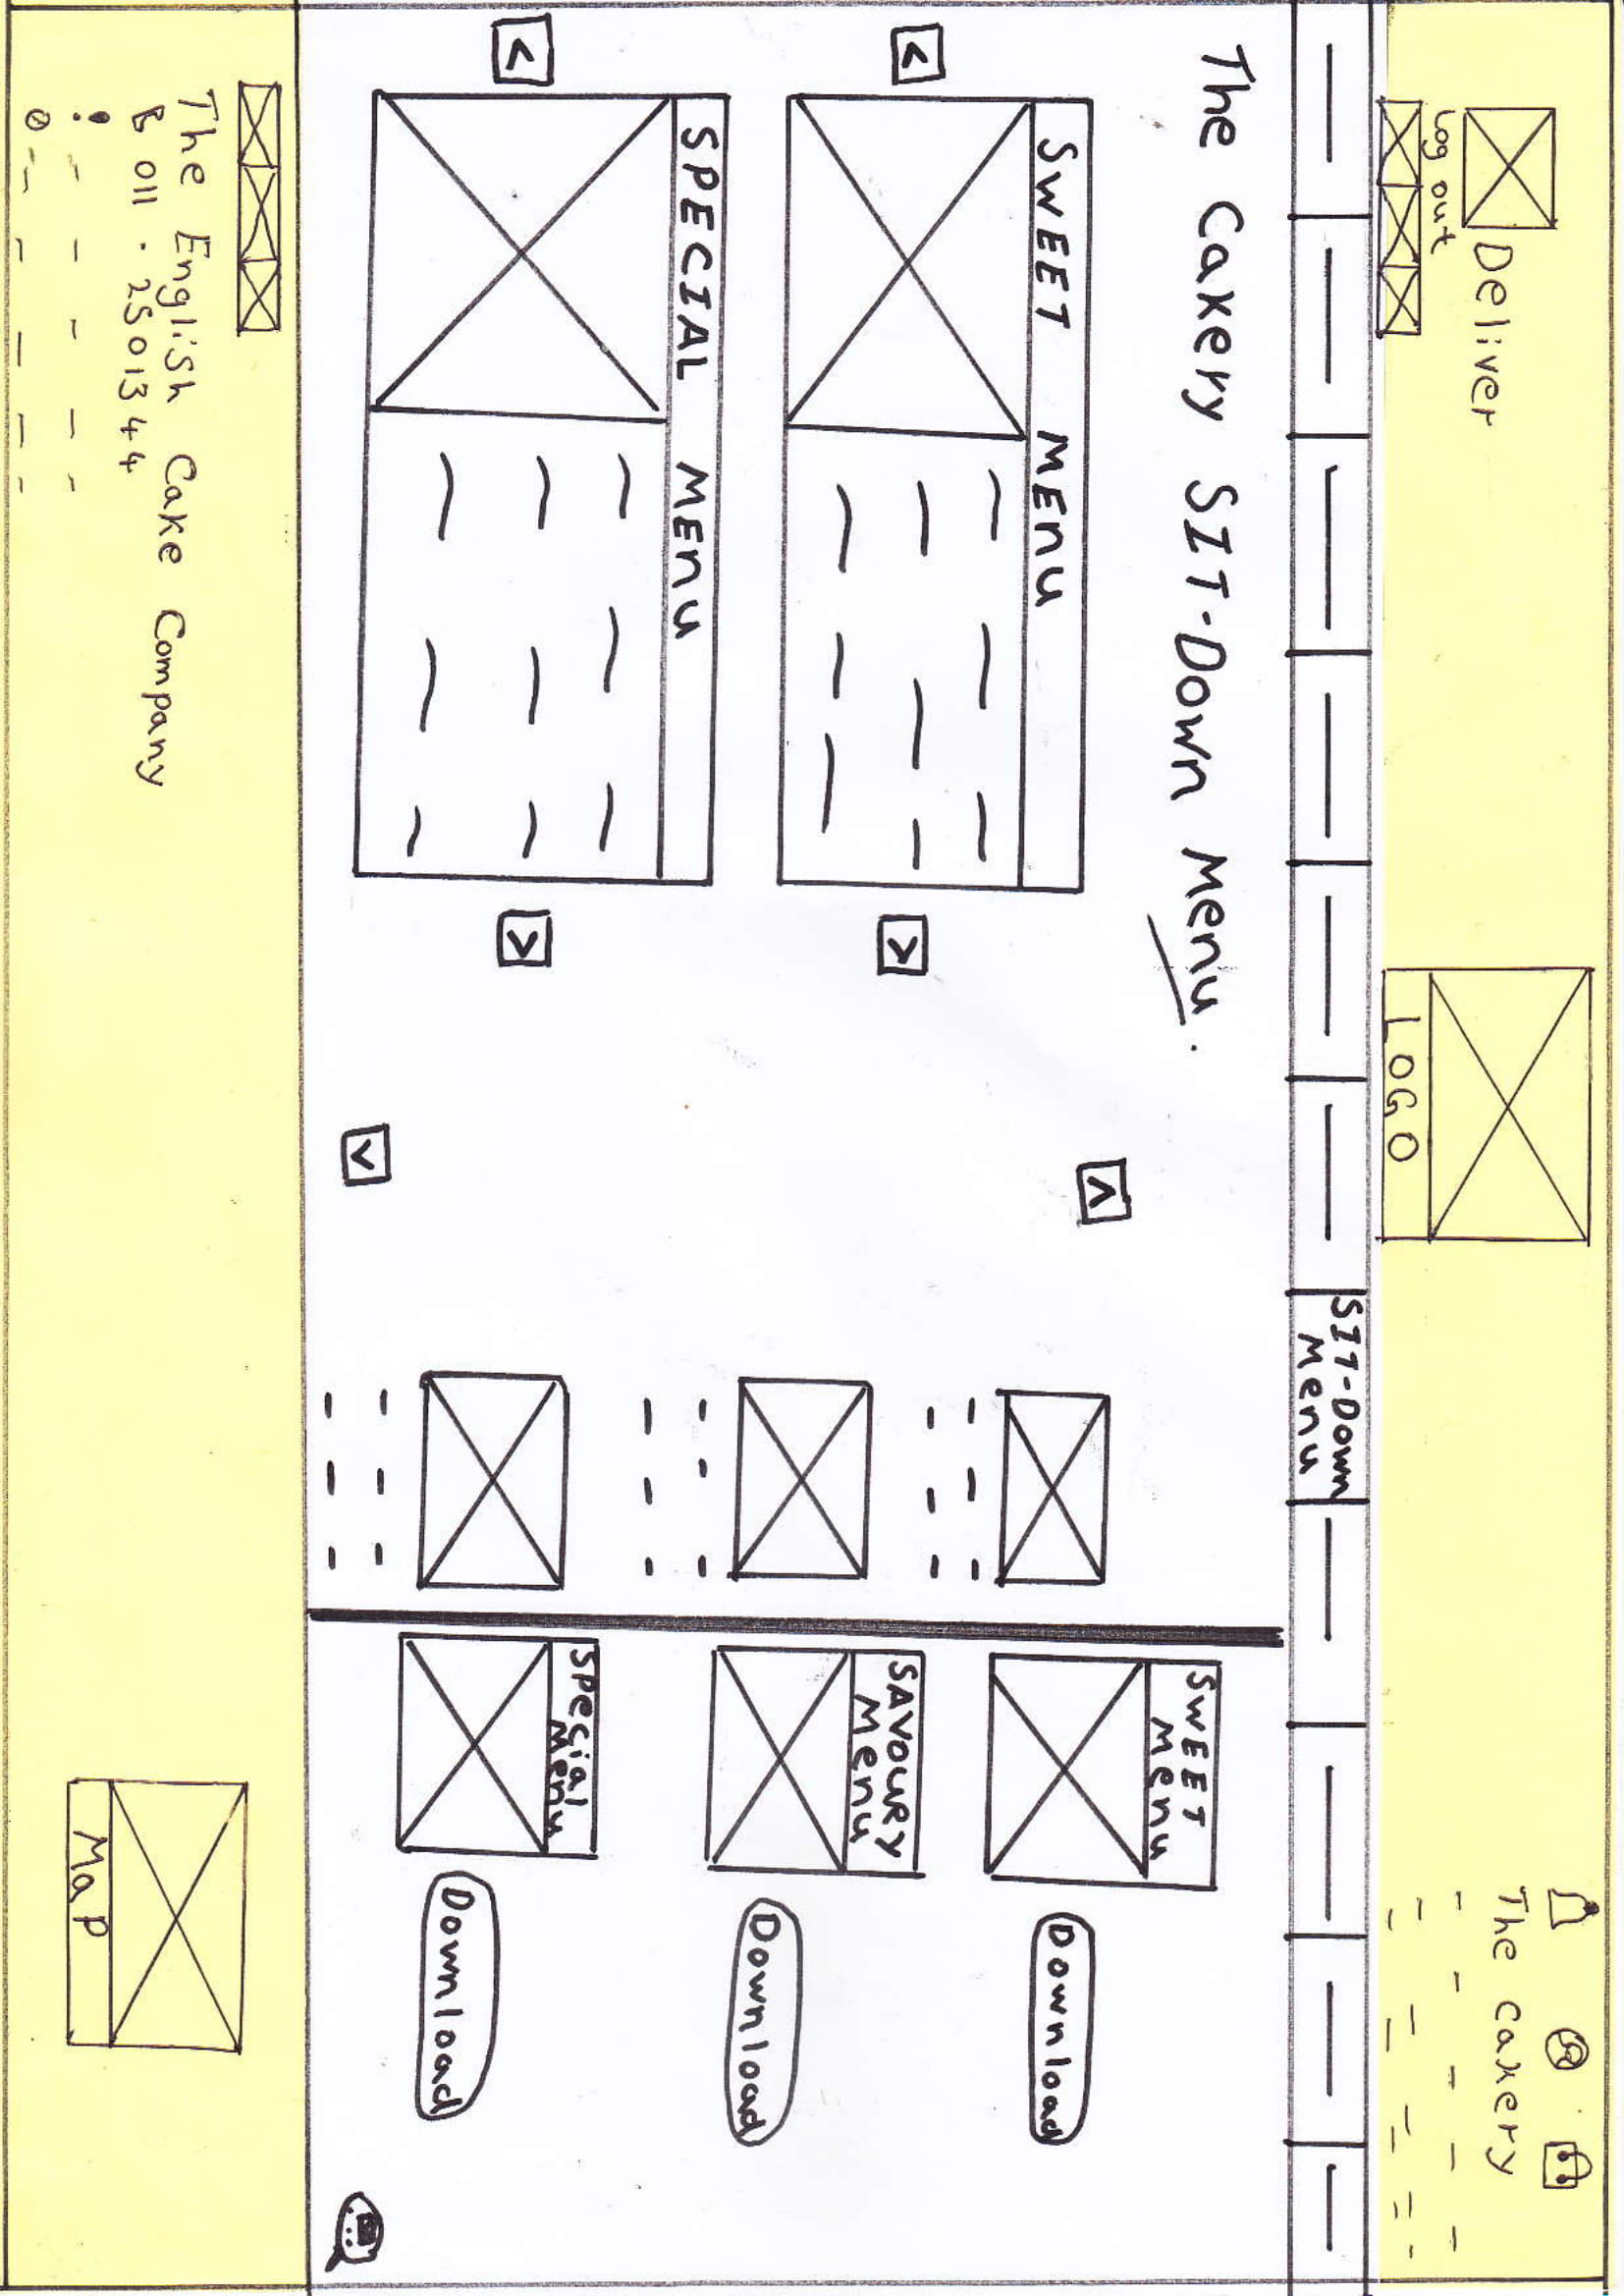 Deliver
Log out
LOGO
The Cakery
SIT-Down
Menu
The Cakery SIT-Down Menu.
SWEET MENU
SPECIAL MENU
SWEET
Menu
Download
SAVOURY
Menu
Download
Special
Menu
Download
The English Cake Company
011 - 2501344
MaP